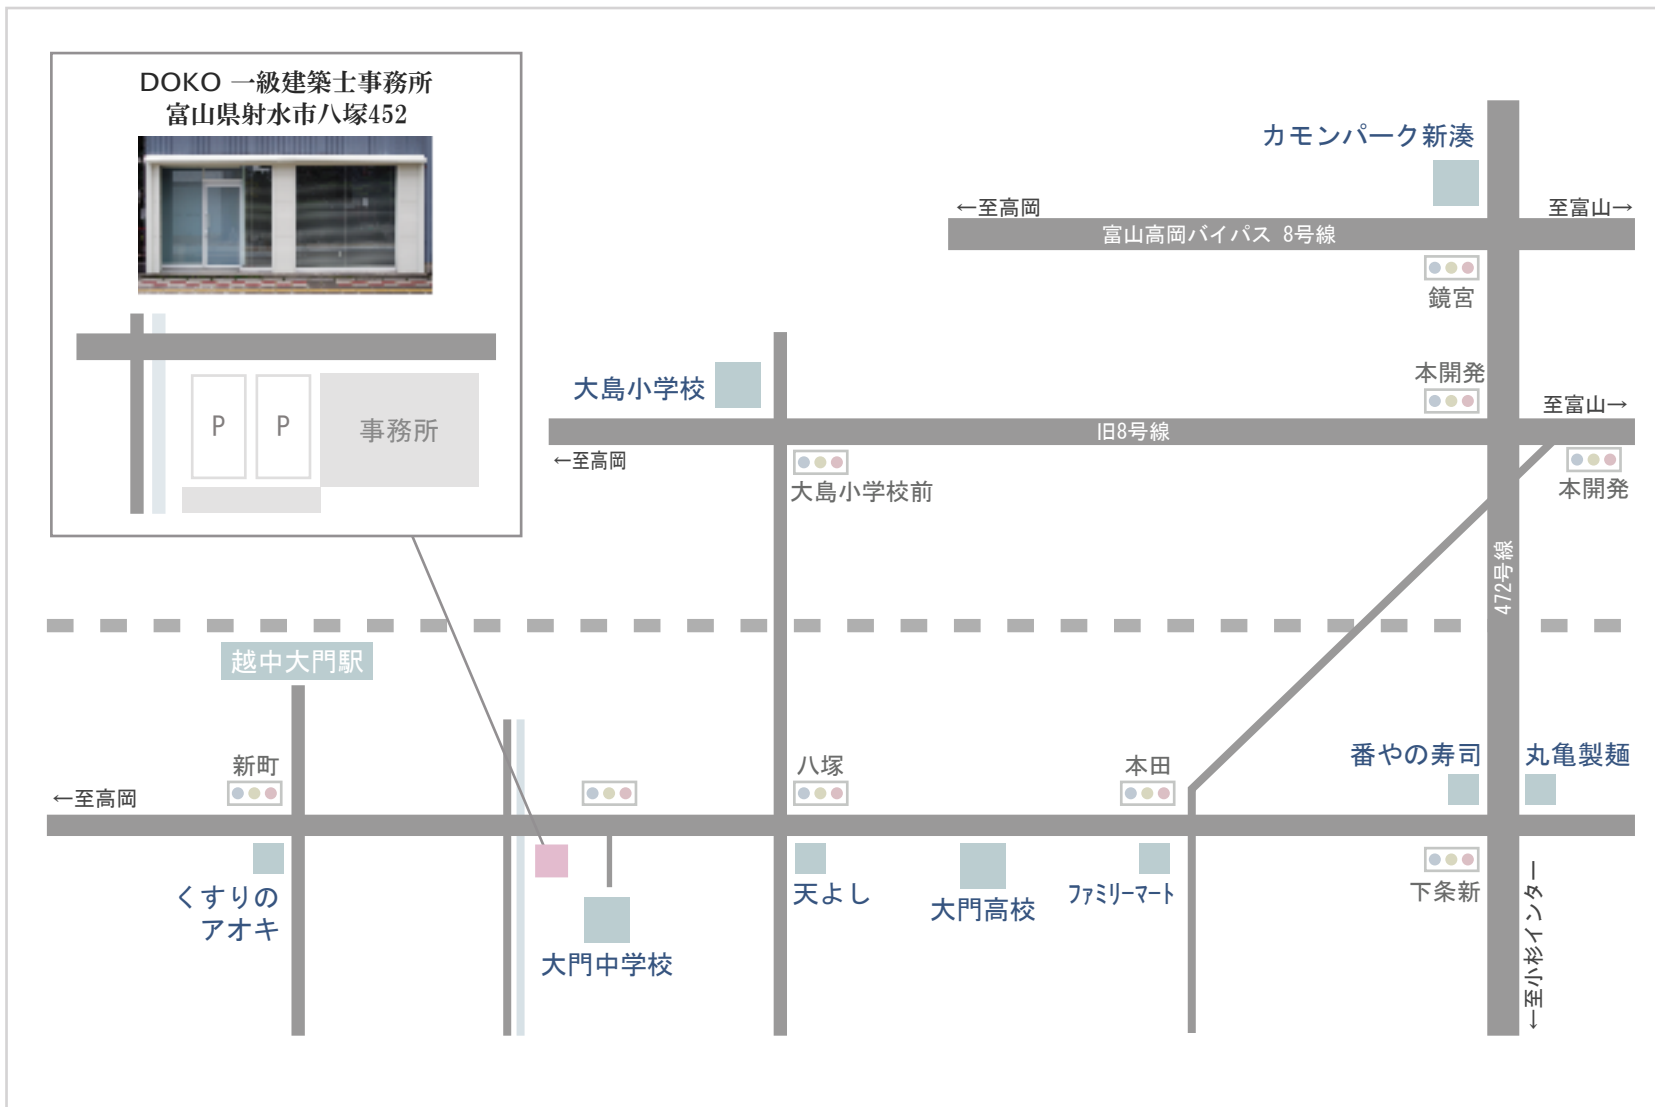 DOKO 一級建築士事務所
富山県射水市八塚452
P
P
事務所
カモンパーク新湊
←至高岡
至富山→
富山高岡バイパス 8号線
鏡宮
大島小学校
本開発
至富山→
旧8号線
←至高岡
大島小学校前
本開発
472号線
越中大門駅
新町
八塚
本田
番やの寿司
丸亀製麺
←至高岡
くすりの
アオキ
大門中学校
天よし
大門高校
ファミリーマート
下条新
←至小杉インター